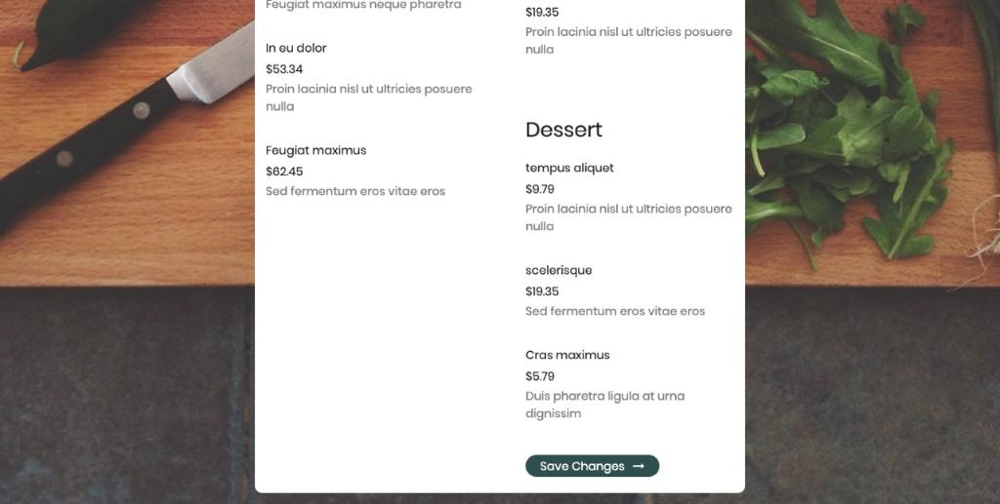 Feugiat maximus neque pharetra
In eu dolor
$53.34
Proin lacinia nisl ut ultricies posuere
nulla
Feugiat maximus
$62.45
Sed fermentum eros vitae eros
$19.35
Proin lacinia nisl ut ultricies posuere
nulla
Dessert
tempus aliquet
$9.79
Proin lacinia nisl ut ultricies posuere
nulla
scelerisque
$19.35
Sed fermentum eros vitae eros
Cras maximus
$5.79
Duis pharetra ligula at urna
dignissim
Save Changes →